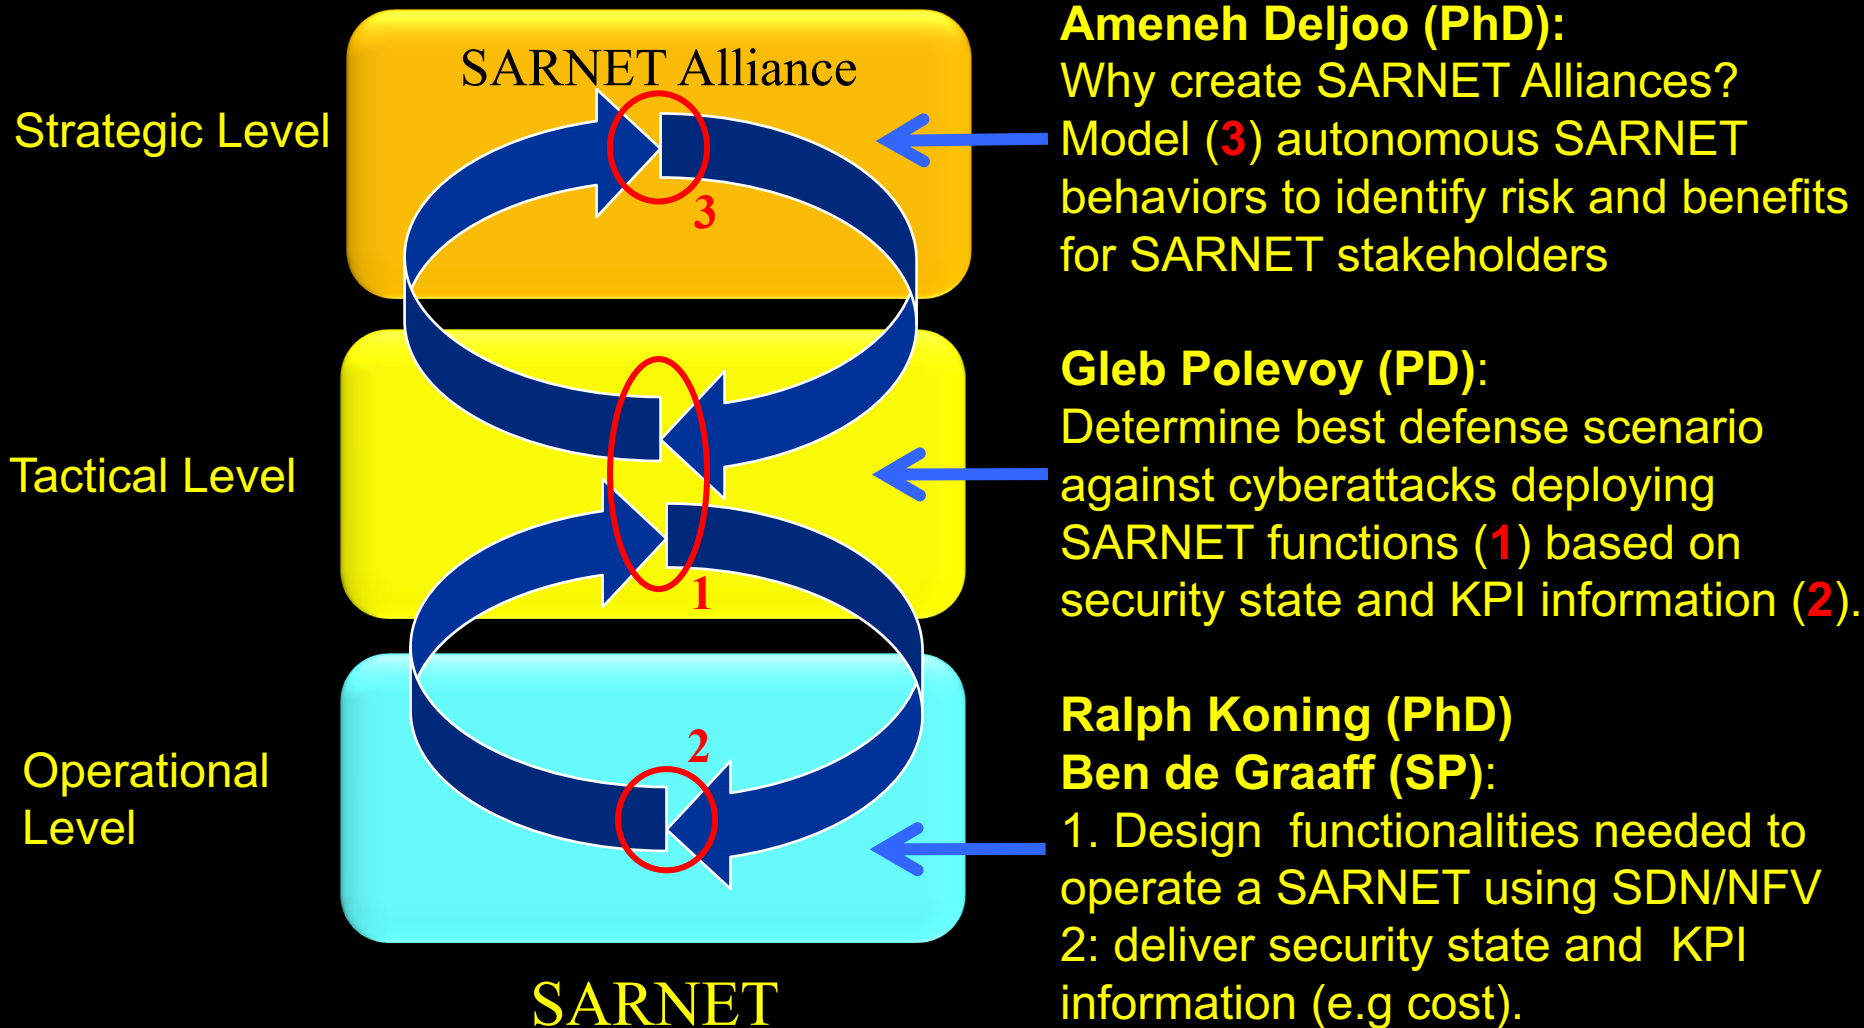 SARNET Alliance
Strategic Level
3
Tactical Level
1
2
Operational
Level
SARNET
Ameneh Deljoo (PhD):
Why create SARNET Alliances?
Model (3) autonomous SARNET
behaviors to identify risk and benefits
for SARNET stakeholders
Gleb Polevoy (PD):
Determine best defense scenario
against cyberattacks deploying
SARNET functions (1) based on
security state and KPI information (2).
Ralph Koning (PhD)
Ben de Graaff (SP):
1. Design  functionalities needed to
operate a SARNET using SDN/NFV
2: deliver security state and  KPI
information (e.g cost).